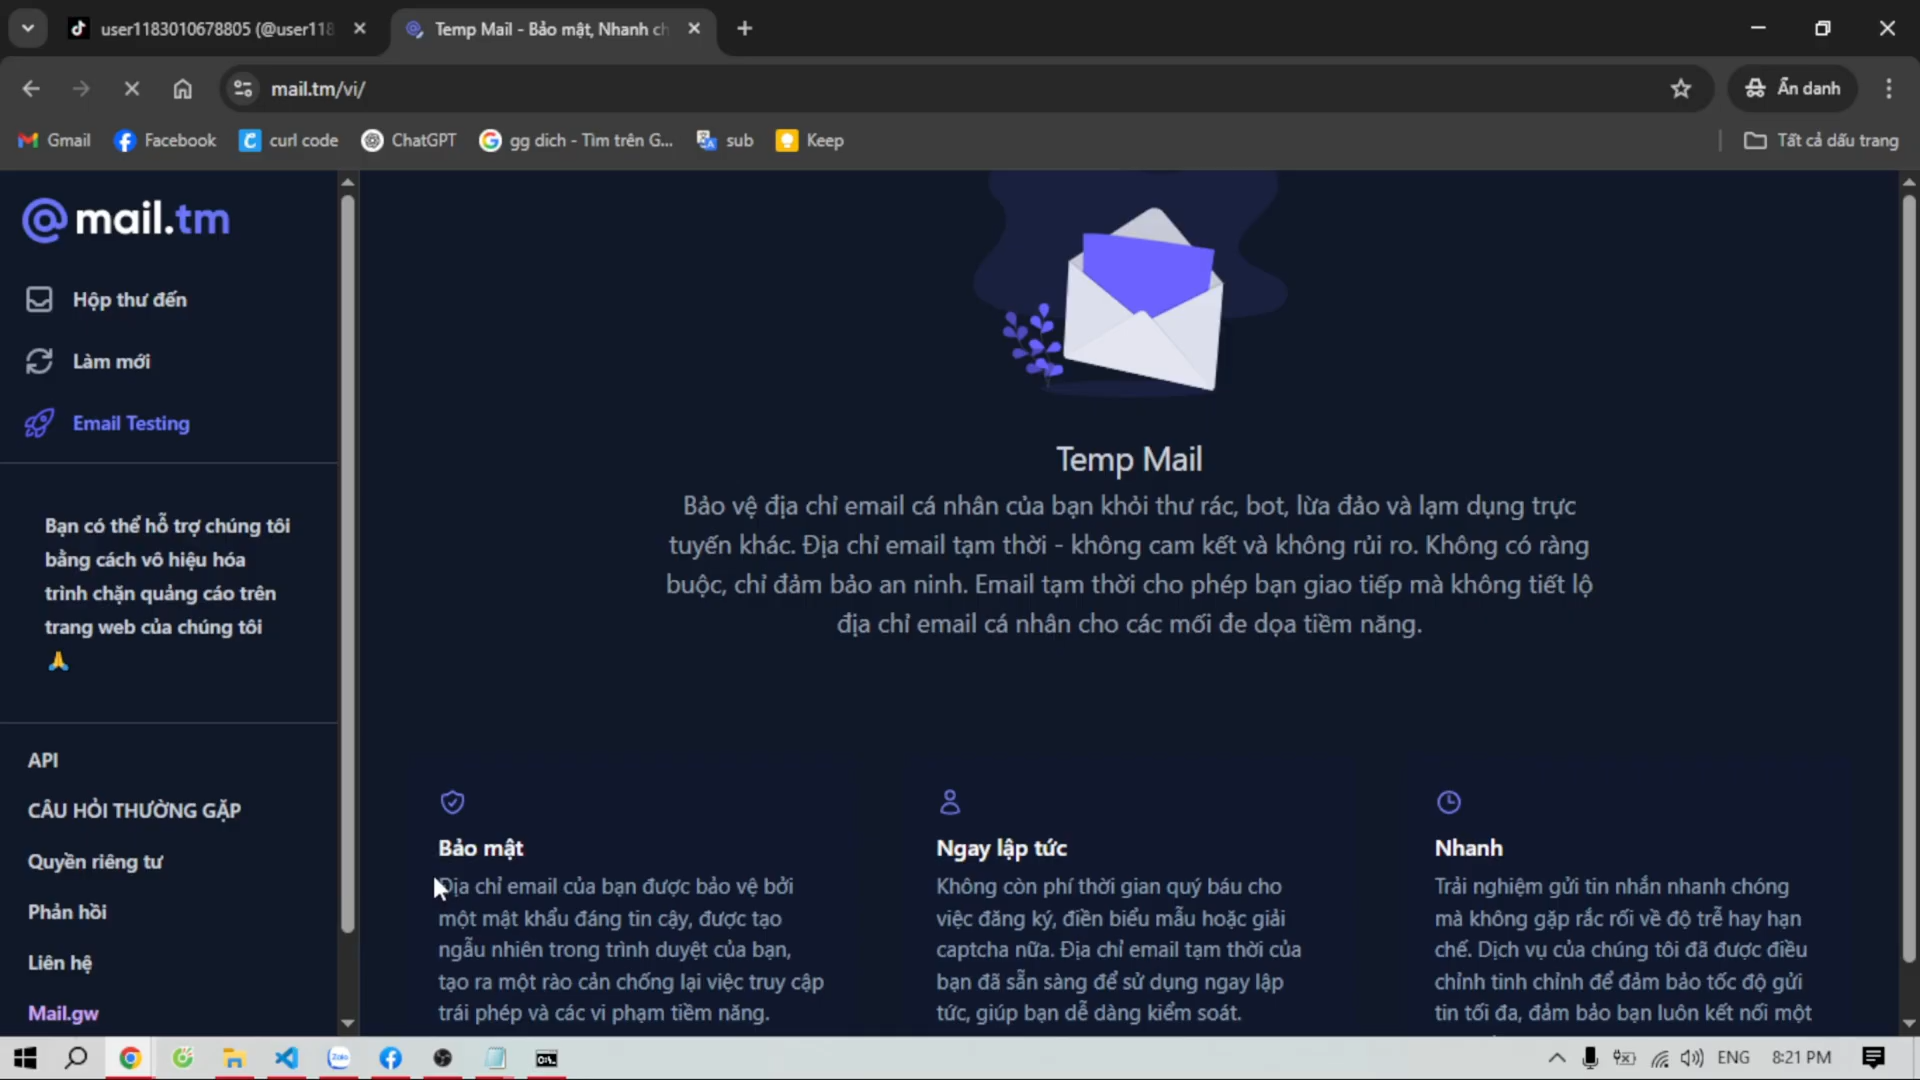 user1183010678805 (@user118
Temp Mail - Bảo mật, Nhanh ch
mail.tm/vi/
Ẩn danh
Gmail
Facebook
curl code
ChatGPT
gg dich - Tìm trên G...
sub
Keep
Tất cả dấu trang
@mail.tm
Hộp thư đến
Làm mới
Email Testing
Bạn có thể hỗ trợ chúng tôi
bằng cách vô hiệu hóa
trình chặn quảng cáo trên
trang web của chúng tôi
🙏
API
CÂU HỎI THƯỜNG GẶP
Quyền riêng tư
Phản hồi
Liên hệ
Mail.gw
Temp Mail
Bảo vệ địa chỉ email cá nhân của bạn khỏi thư rác, bot, lừa đảo và lạm dụng trực
tuyến khác. Địa chỉ email tạm thời - không cam kết và không rủi ro. Không có ràng
buộc, chỉ đảm bảo an ninh. Email tạm thời cho phép bạn giao tiếp mà không tiết lộ
địa chỉ email cá nhân cho các mối đe dọa tiềm năng.
Bảo mật
Địa chỉ email của bạn được bảo vệ bởi
một mật khẩu đáng tin cậy, được tạo
ngẫu nhiên trong trình duyệt của bạn,
tạo ra một rào cản chống lại việc truy cập
trái phép và các vi phạm tiềm năng.
Ngay lập tức
Không còn phí thời gian quý báu cho
việc đăng ký, điền biểu mẫu hoặc giải
captcha nữa. Địa chỉ email tạm thời của
bạn đã sẵn sàng để sử dụng ngay lập
tức, giúp bạn dễ dàng kiểm soát.
Nhanh
Trải nghiệm gửi tin nhắn nhanh chóng
mà không gặp rắc rối về độ trễ hay hạn
chế. Dịch vụ của chúng tôi đã được điều
chỉnh tinh chỉnh để đảm bảo tốc độ gửi
tin tối đa, đảm bảo bạn luôn kết nối một
Zalo
ENG
8:21 PM